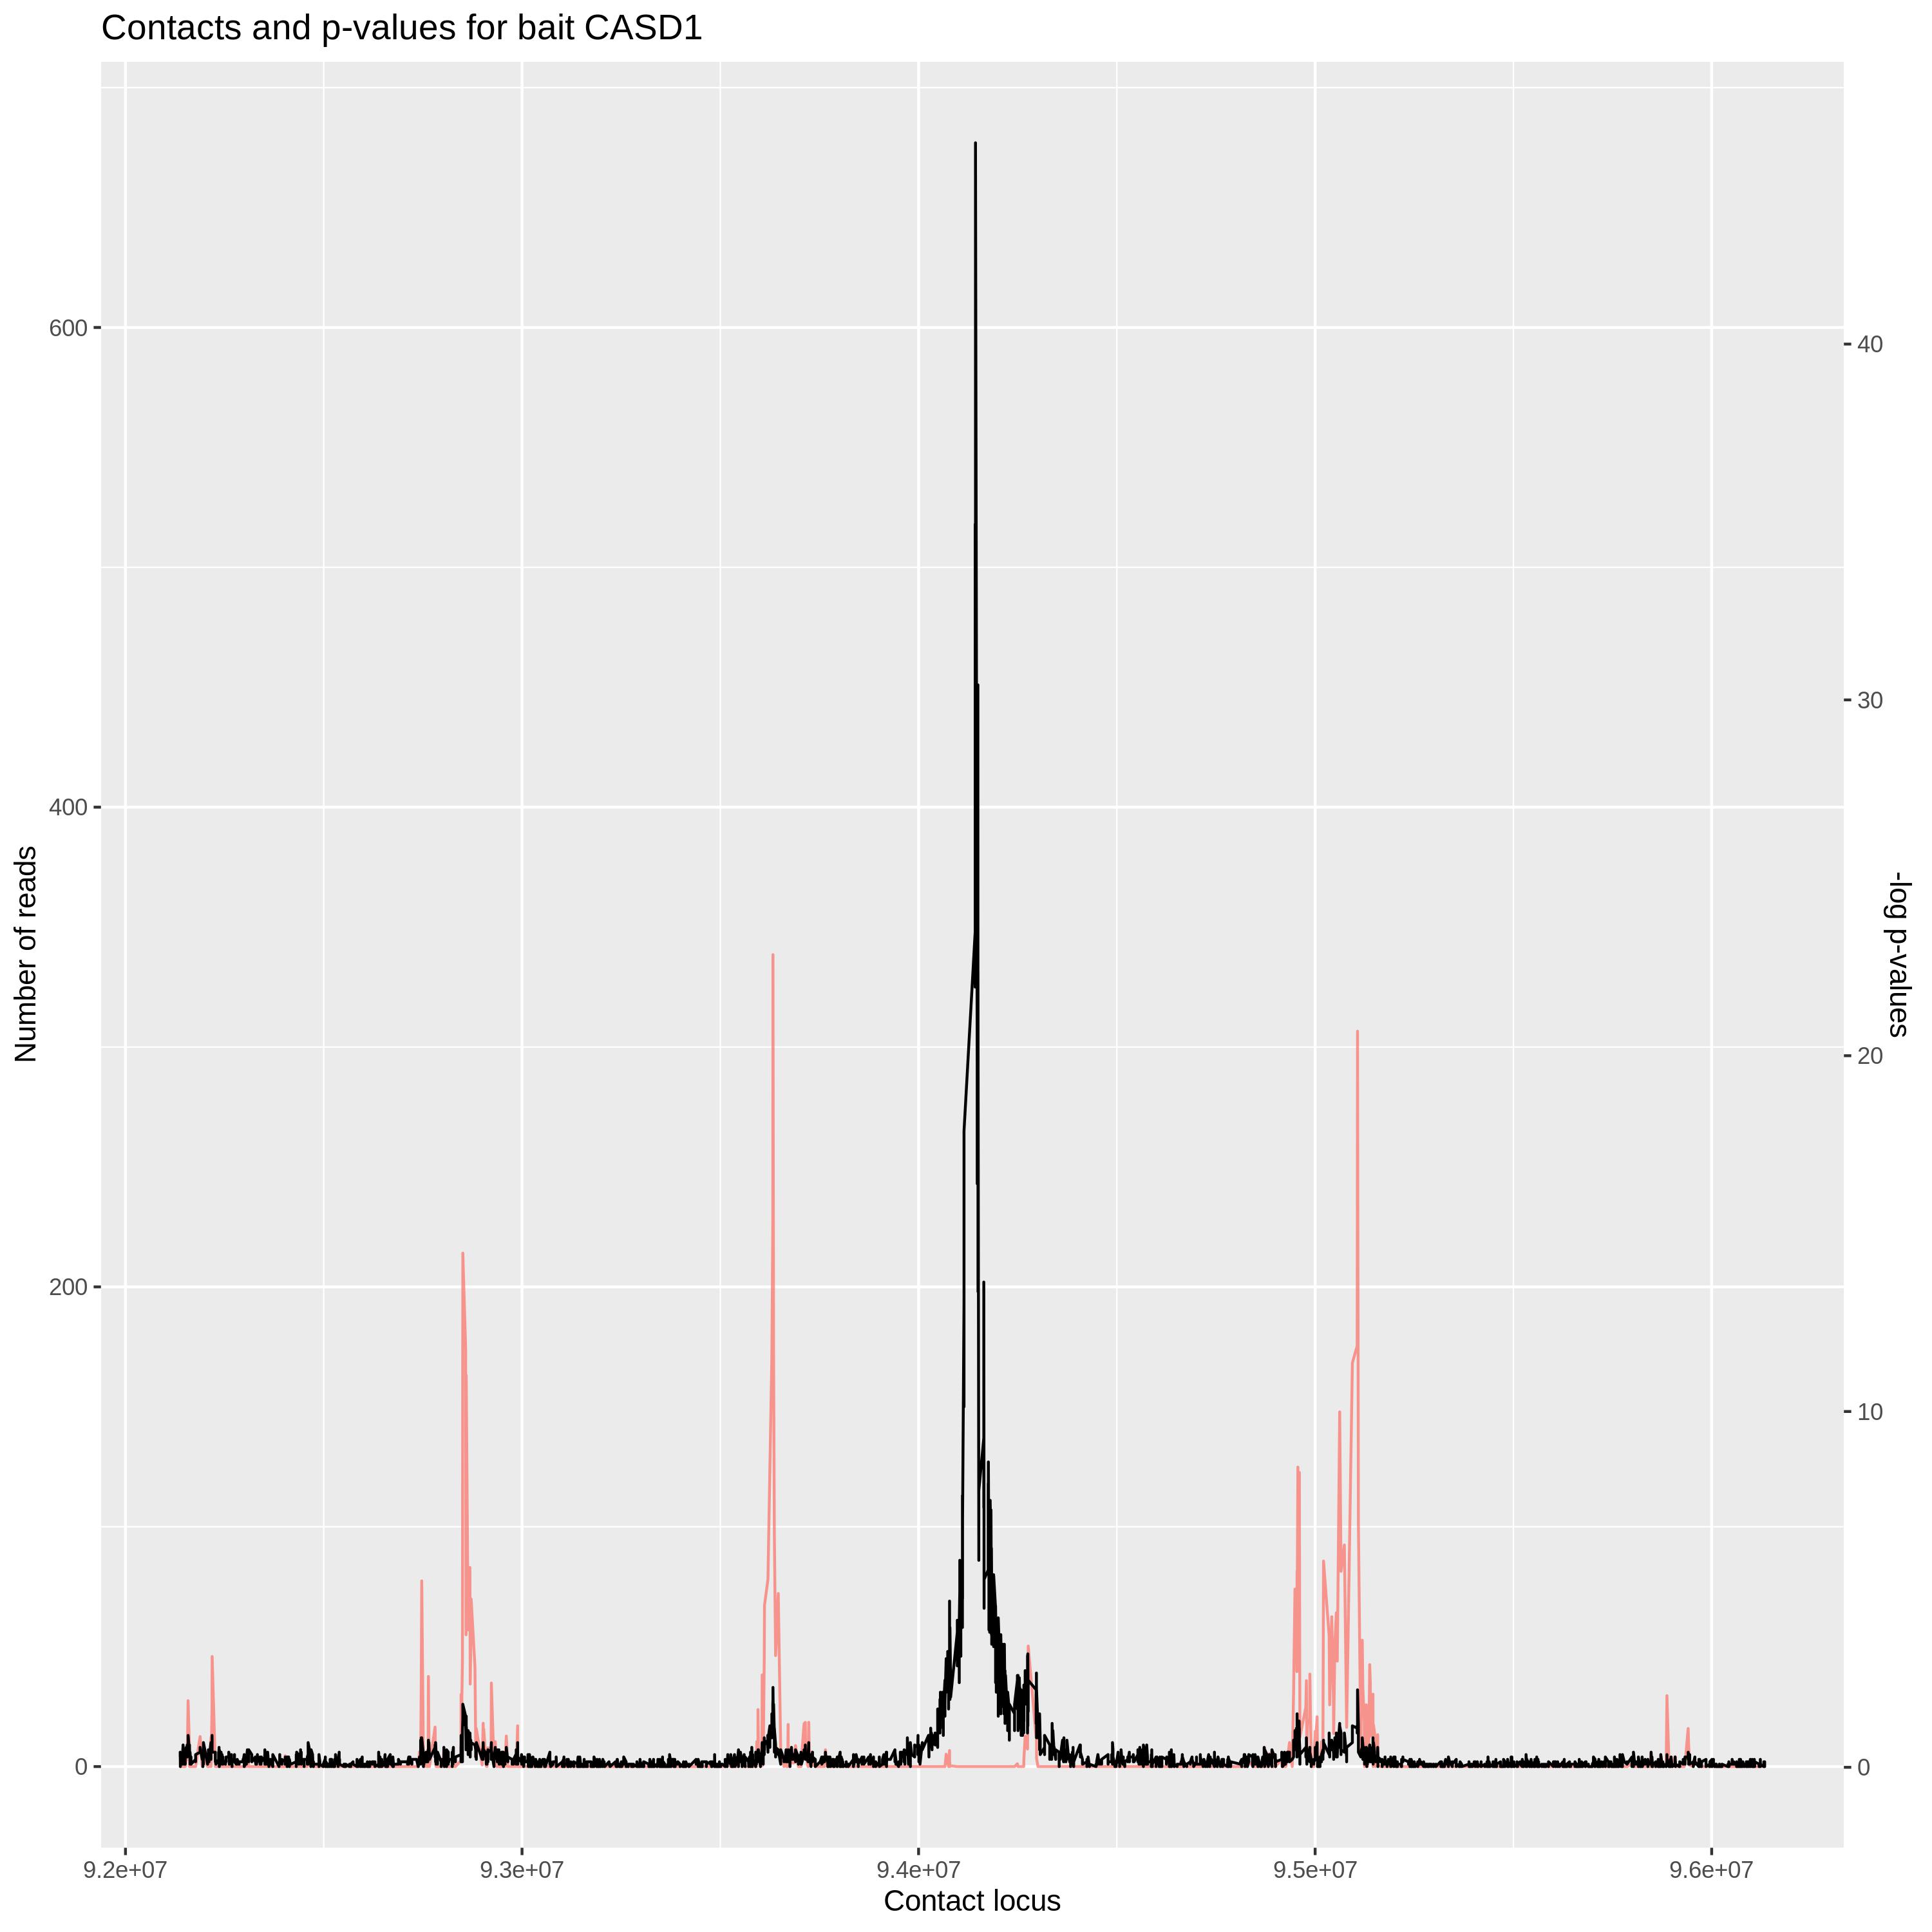 Contacts and p-values for bait CASD1
600
400
200
0
Number of reads
40
30
20
10
0
-log p-values
9.2e+07 9.3e+07 9.4e+07 9.5e+07 9.6e+07
Contact locus